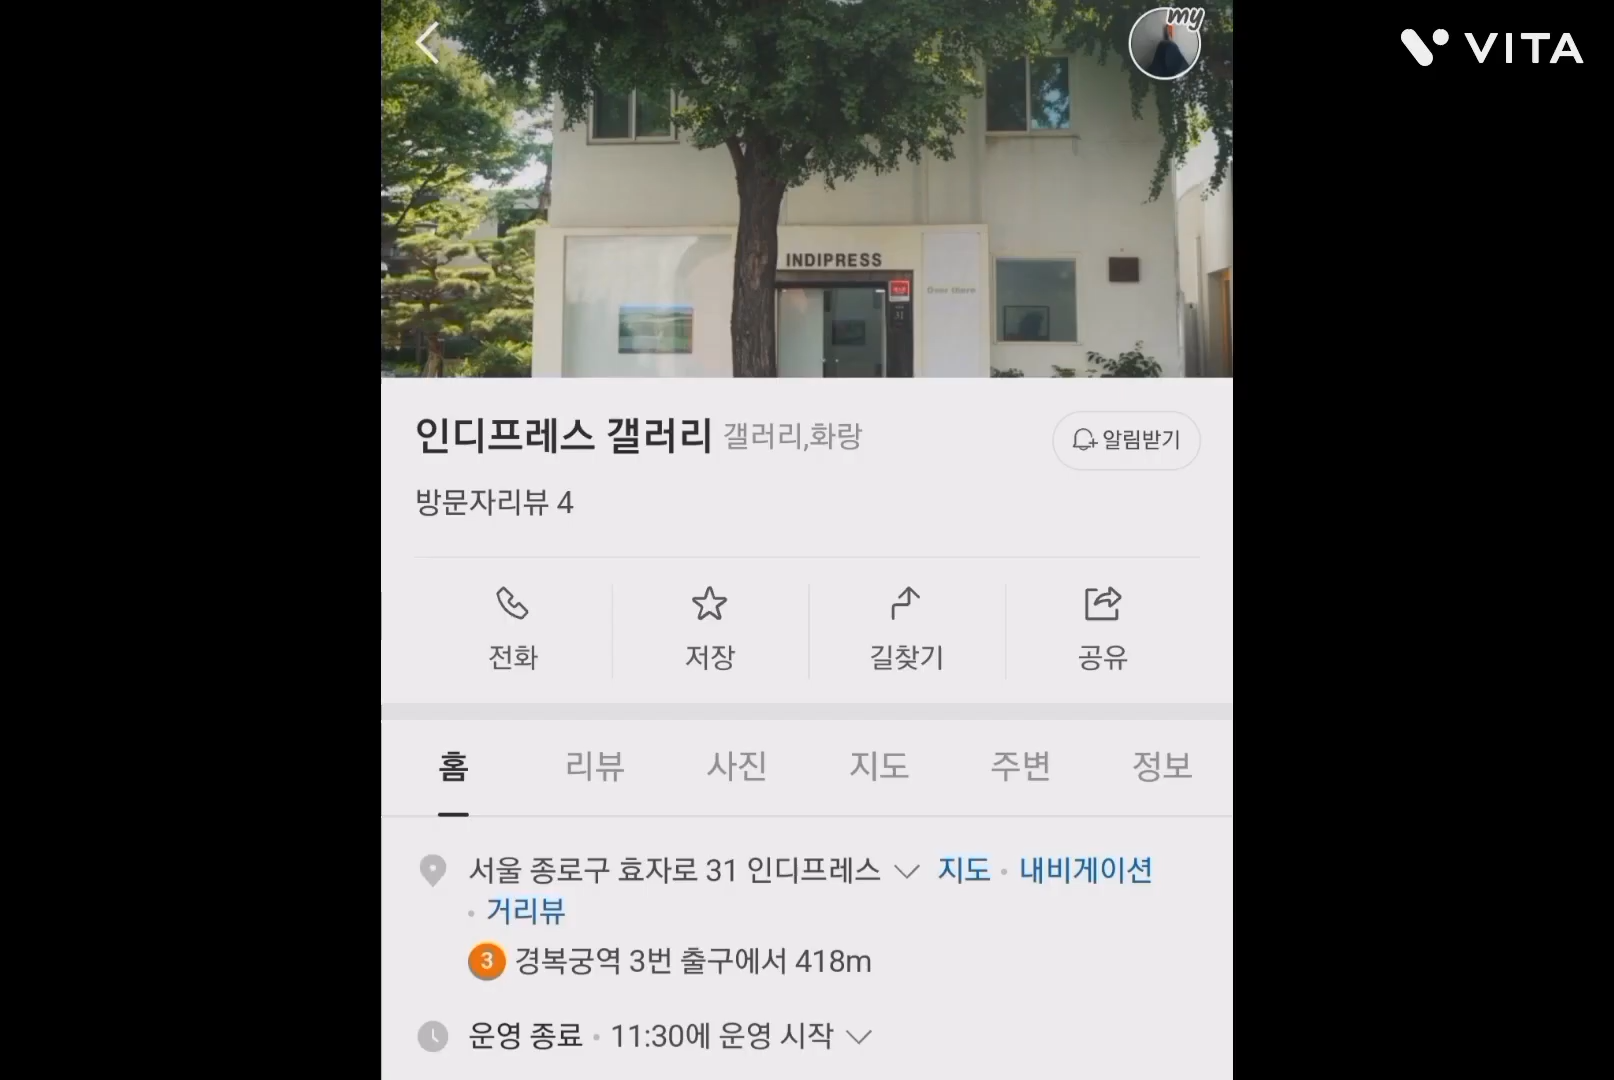 my
VITA
INDIPRESS
Over there
31
인디프레스 갤러리 갤러리,화랑
알림받기
방문자리뷰 4
전화 저장 길찾기 공유
홈 리뷰 사진 지도 주변 정보
서울 종로구 효자로 31 인디프레스 지도 • 내비게이션
• 거리뷰
3 경복궁역 3번 출구에서 418m
운영 종료 • 11:30에 운영 시작